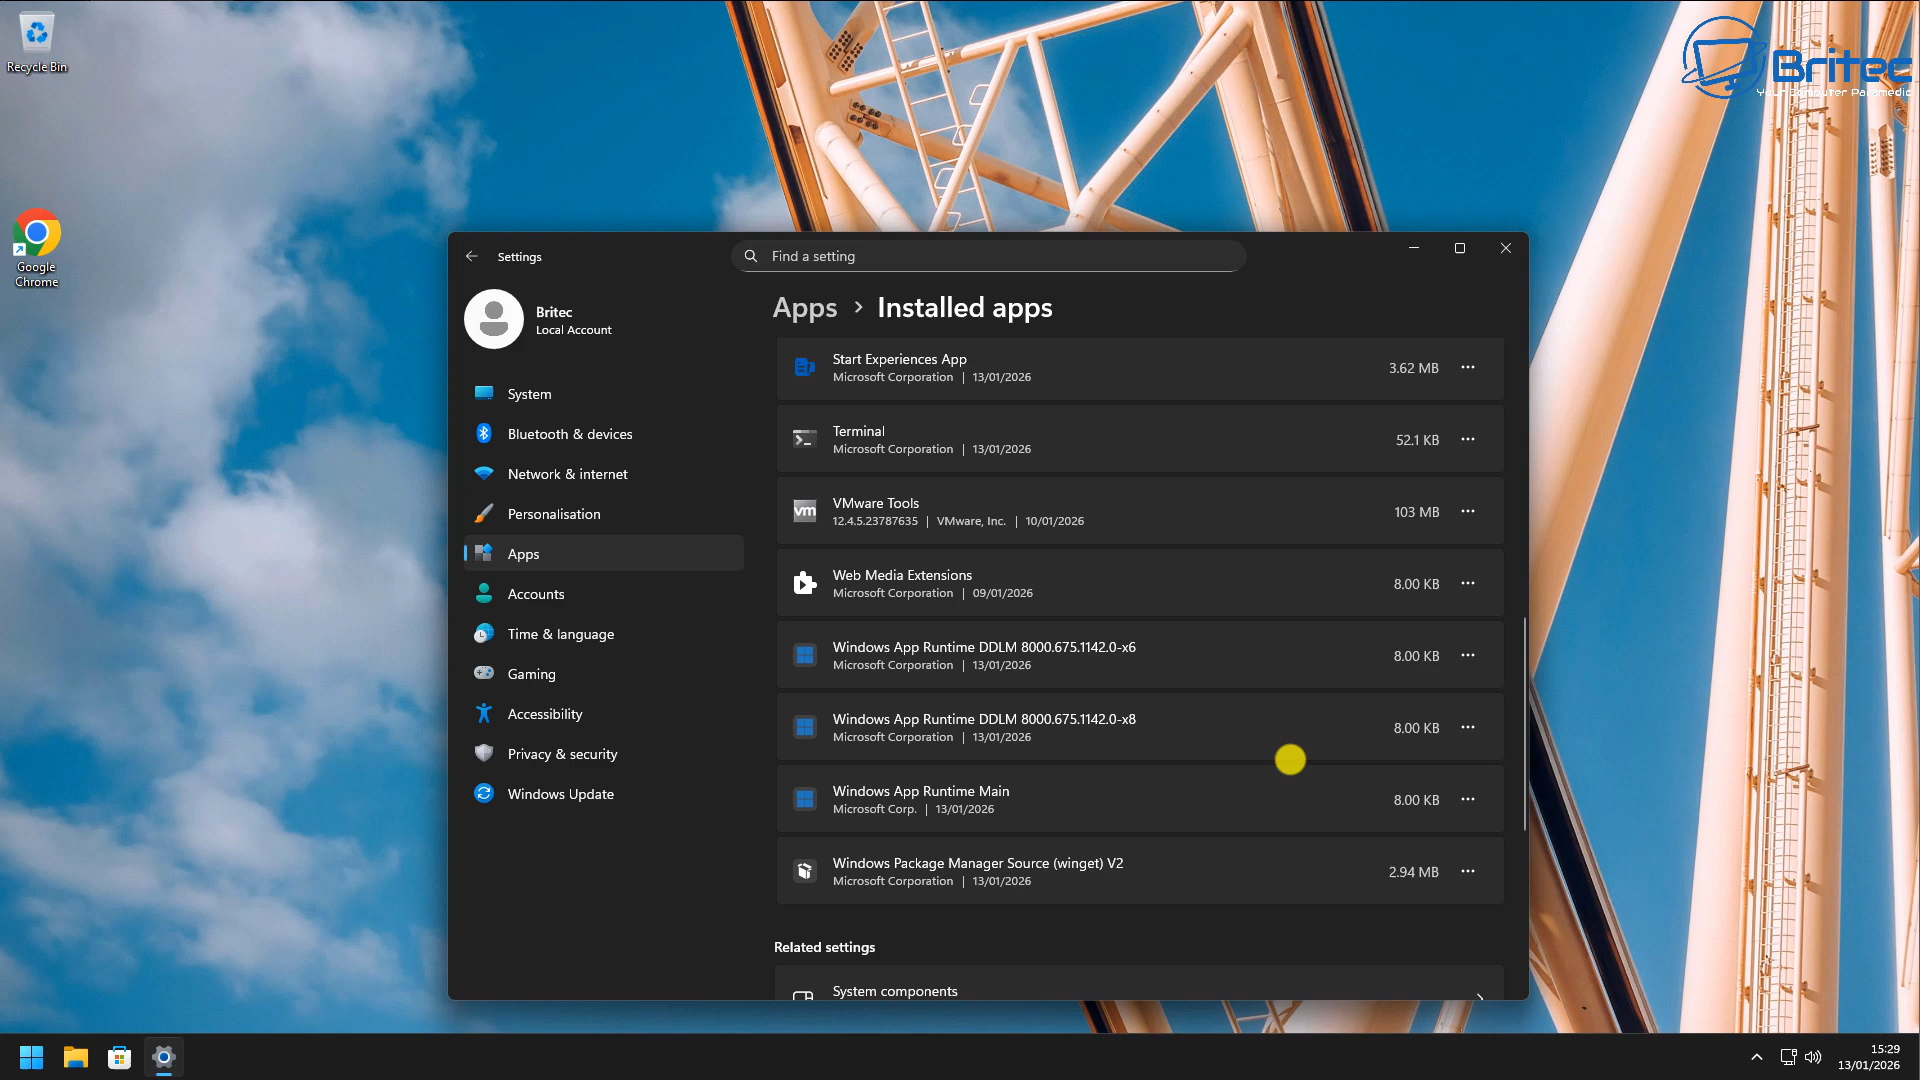 Recycle Bin
Google
Chrome
Britec
Your Computer Paramedic
Settings
Find a setting
Britec
Local Account
System
Bluetooth & devices
Network & internet
Personalisation
Apps
Accounts
Time & language
Gaming
Accessibility
Privacy & security
Windows Update
Apps > Installed apps
Start Experiences App
Microsoft Corporation | 13/01/2026
3.62 MB
Terminal
Microsoft Corporation | 13/01/2026
52.1 KB
vm
VMware Tools
12.4.5.23787635 | VMware, Inc. | 10/01/2026
103 MB
Web Media Extensions
Microsoft Corporation | 09/01/2026
8.00 KB
Windows App Runtime DDLM 8000.675.1142.0-x6
Microsoft Corporation | 13/01/2026
8.00 KB
Windows App Runtime DDLM 8000.675.1142.0-x8
Microsoft Corporation | 13/01/2026
8.00 KB
Windows App Runtime Main
Microsoft Corp. | 13/01/2026
8.00 KB
Windows Package Manager Source (winget) V2
Microsoft Corporation | 13/01/2026
2.94 MB
Related settings
System components
15:29
13/01/2026